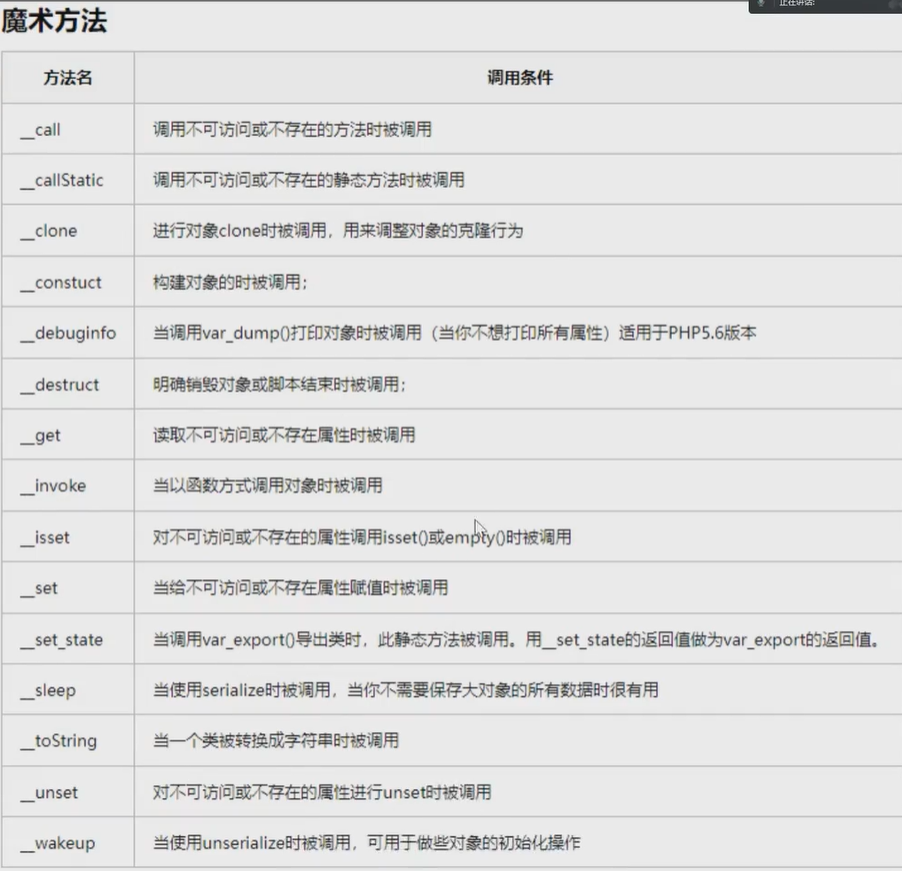 正在讲话:
魔术方法
方法名 调用条件
__call 调用不可访问或不存在的方法时被调用
__callStatic 调用不可访问或不存在的静态方法时被调用
__clone 进行对象clone时被调用，用来调整对象的克隆行为
__constuct 构建对象的时被调用；
__debuginfo 当调用var_dump()打印对象时被调用（当你不想打印所有属性）适用于PHP5.6版本
__destruct 明确销毁对象或脚本结束时被调用；
__get 读取不可访问或不存在属性时被调用
__invoke 当以函数方式调用对象时被调用
__isset 对不可访问或不存在的属性调用isset()或empty()时被调用
__set 当给不可访问或不存在属性赋值时被调用
__set_state 当调用var_export()导出类时，此静态方法被调用。用__set_state的返回值做为var_export的返回值。
__sleep 当使用serialize时被调用，当你不需要保存大对象的所有数据时很有用
__toString 当一个类被转换成字符串时被调用
__unset 对不可访问或不存在的属性进行unset时被调用
__wakeup 当使用unserialize时被调用，可用于做些对象的初始化操作